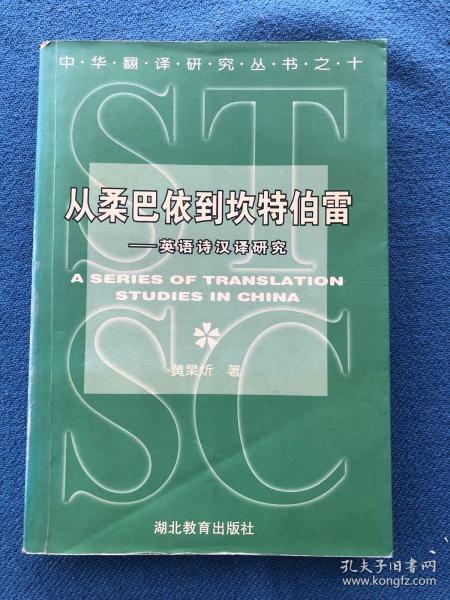 中·华·翻·译·研·究·丛·书·之·十
ST
从柔巴依到坎特伯雷
——英语诗汉译研究
A SERIES OF TRANSLATION
STUDIES IN CHINA
黄杲炘 著
SC
湖北教育出版社
孔夫子旧书网
www.kongfz.com